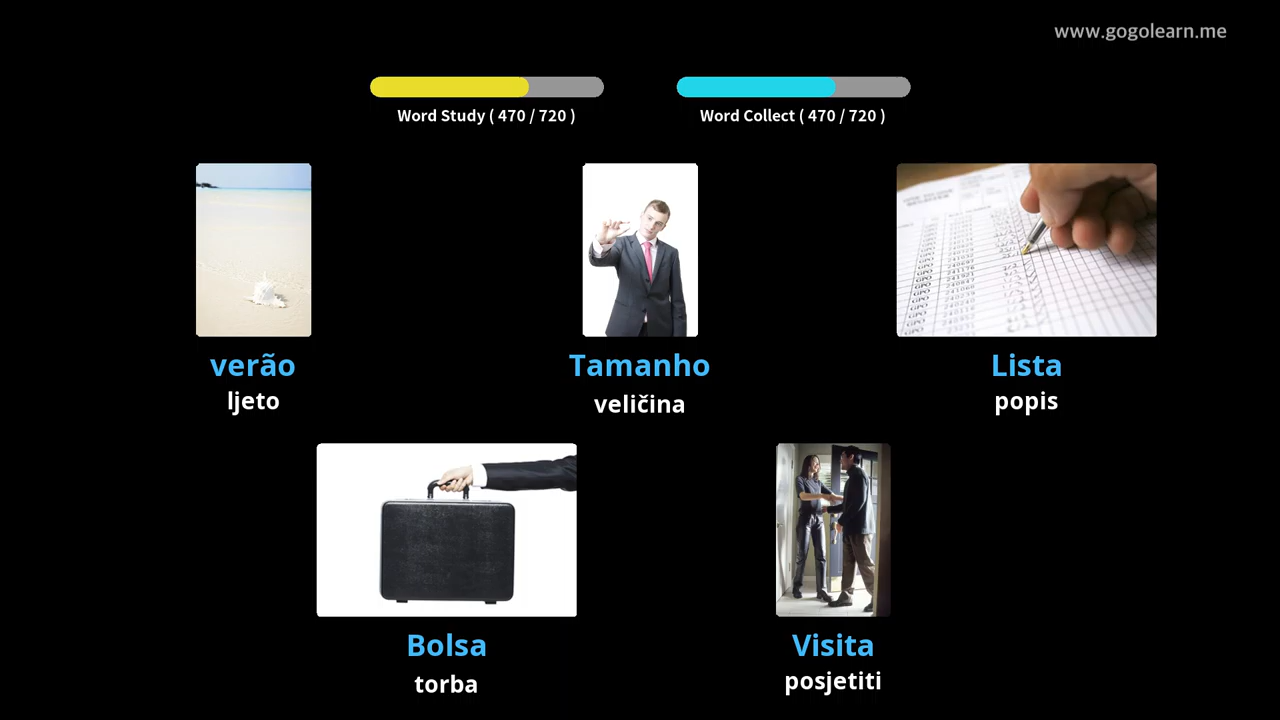 www.gogolearn.me
Word Study ( 470 / 720 )
Word Collect ( 470 / 720 )
verão
ljeto
Tamanho
veličina
Lista
popis
Bolsa
torba
Visita
posjetiti